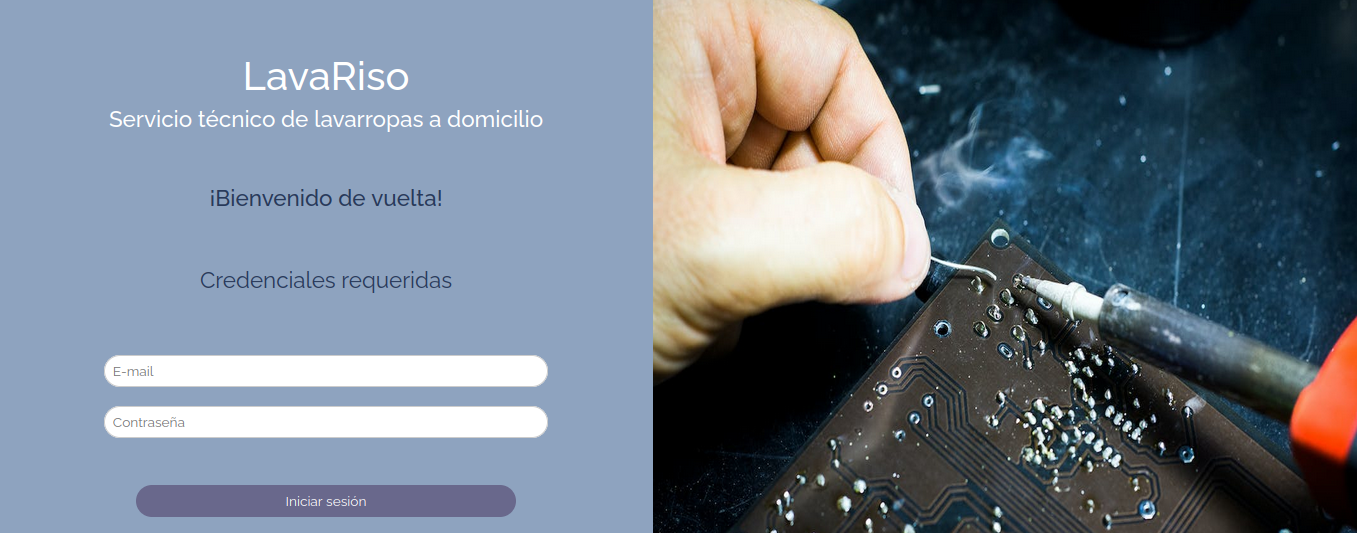 LavaRiso
Servicio técnico de lavarropas a domicilio
¡Bienvenido de vuelta!
Credenciales requeridas
E-mail
Contraseña
Iniciar sesión